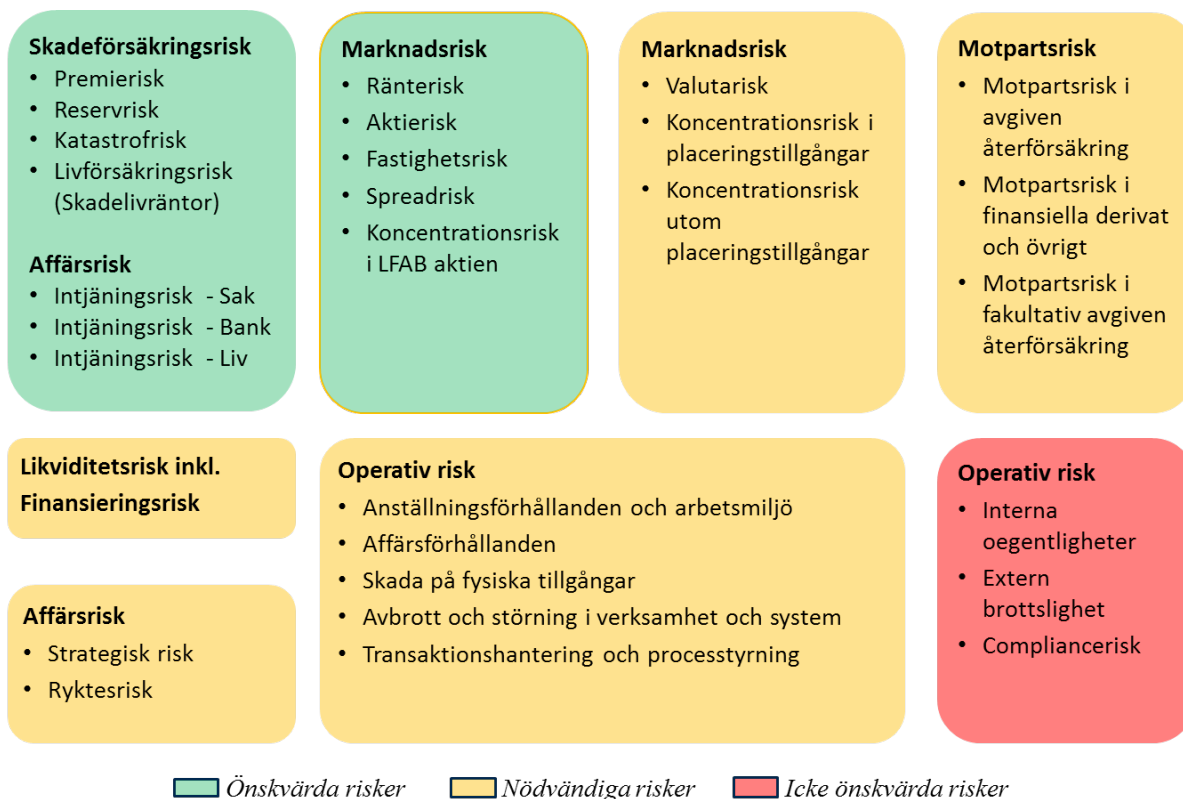 Skadeförsäkringsrisk
• Premierisk
• Reservrisk
• Katastrofrisk
• Livförsäkringsrisk
(Skadelivräntor)
Affärsrisk
• Intjäningsrisk - Sak
• Intjäningsrisk - Bank
• Intjäningsrisk - Liv
Marknadsrisk
• Ränterisk
• Aktierisk
• Fastighetsrisk
• Spreadrisk
• Koncentrationsrisk
i LFAB aktien
Marknadsrisk
• Valutarisk
• Koncentrationsrisk i
placeringstillgångar
• Koncentrationsrisk
utom
placeringstillgångar
Motpartsrisk
• Motpartsrisk i
avgiven
återförsäkring
• Motpartsrisk i
finansiella derivat
och övrigt
• Motpartsrisk i
fakultativ avgiven
återförsäkring
Likviditetsrisk inkl.
Finansieringsrisk
Affärsrisk
• Strategisk risk
• Ryktesrisk
Operativ risk
• Anställningsförhållanden och arbetsmiljö
• Affärsförhållanden
• Skada på fysiska tillgångar
• Avbrott och störning i verksamhet och system
• Transaktionshantering och processtyrning
Operativ risk
• Interna
oegentligheter
• Extern
brottslighet
• Compliancerisk
Önskvärda risker
Nödvändiga risker
Icke önskvärda risker